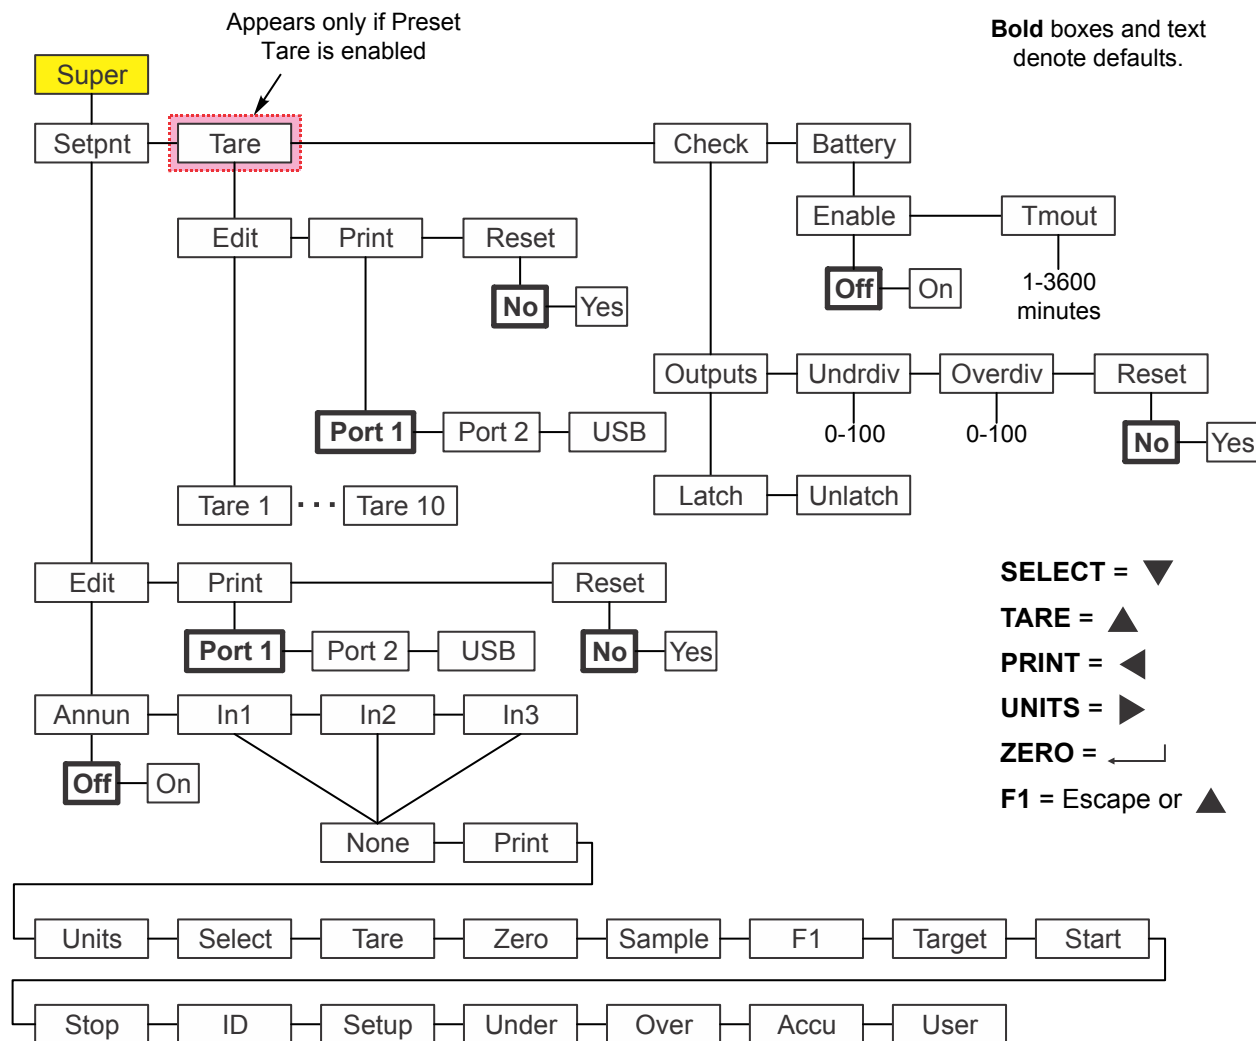 Appears only if Preset
Tare is enabled
Bold boxes and text
denote defaults.
Super
Setpnt
Tare
Check
Battery
Edit
Print
Reset
Enable
Tmout
No
Yes
Off
On
1-3600
minutes
Outputs
Undrdiv
Overdiv
Reset
Port 1
Port 2
USB
0-100
0-100
No
Yes
Tare 1
...
Tare 10
Latch
Unlatch
Edit
Print
Reset
Port 1
Port 2
USB
No
Yes
Annun
In1
In2
In3
Off
On
None
Print
SELECT = ▼
TARE = ▲
PRINT = ◀
UNITS = ▶
ZERO = ↵
F1 = Escape or ▲
Units
Select
Tare
Zero
Sample
F1
Target
Start
Stop
ID
Setup
Under
Over
Accu
User